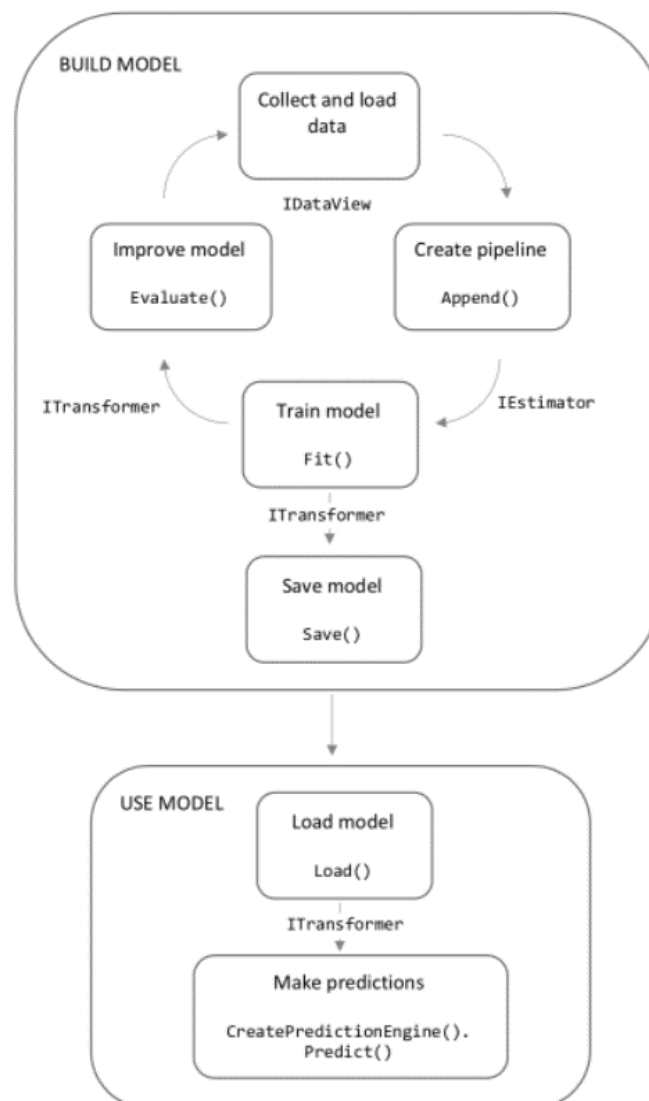 BUILD MODEL
Collect and load
data
IDataView
Improve model
Evaluate()
Create pipeline
Append()
ITransformer
IEstimator
Train model
Fit()
ITransformer
Save model
Save()
USE MODEL
Load model
Load()
ITransformer
Make predictions
CreatePredictionEngine().
Predict()